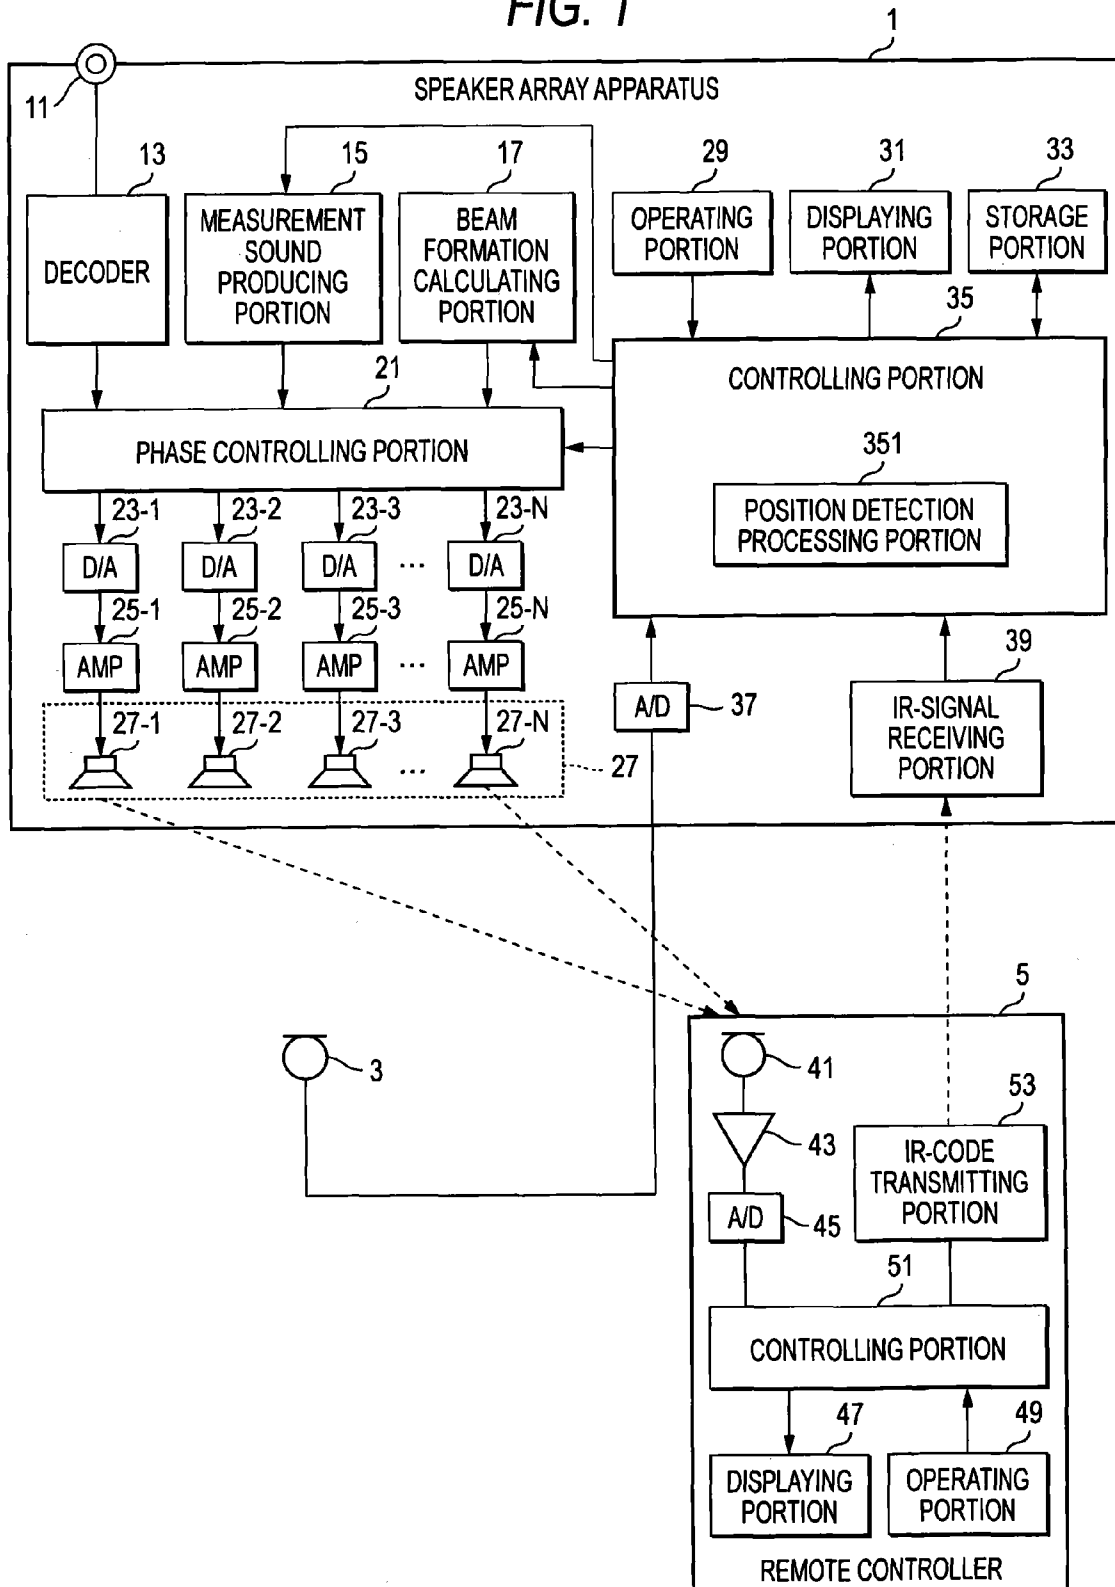 FIG. 1
1
11
SPEAKER ARRAY APPARATUS
13
15
17
29
31
33
DECODER
MEASUREMENT
SOUND
PRODUCING
PORTION
BEAM
FORMATION
CALCULATING
PORTION
OPERATING
PORTION
DISPLAYING
PORTION
STORAGE
PORTION
21
35
PHASE CONTROLLING PORTION
CONTROLLING PORTION
351
POSITION DETECTION
PROCESSING PORTION
23-1
23-2
23-3
23-N
D/A
D/A
D/A
...
D/A
25-1
25-2
25-3
25-N
AMP
AMP
AMP
...
AMP
27-1
27-2
27-3
27-N
...
27
A/D
37
39
IR-SIGNAL
RECEIVING
PORTION
3
5
41
43
A/D
45
53
IR-CODE
TRANSMITTING
PORTION
51
CONTROLLING PORTION
47
49
DISPLAYING
PORTION
OPERATING
PORTION
REMOTE CONTROLLER